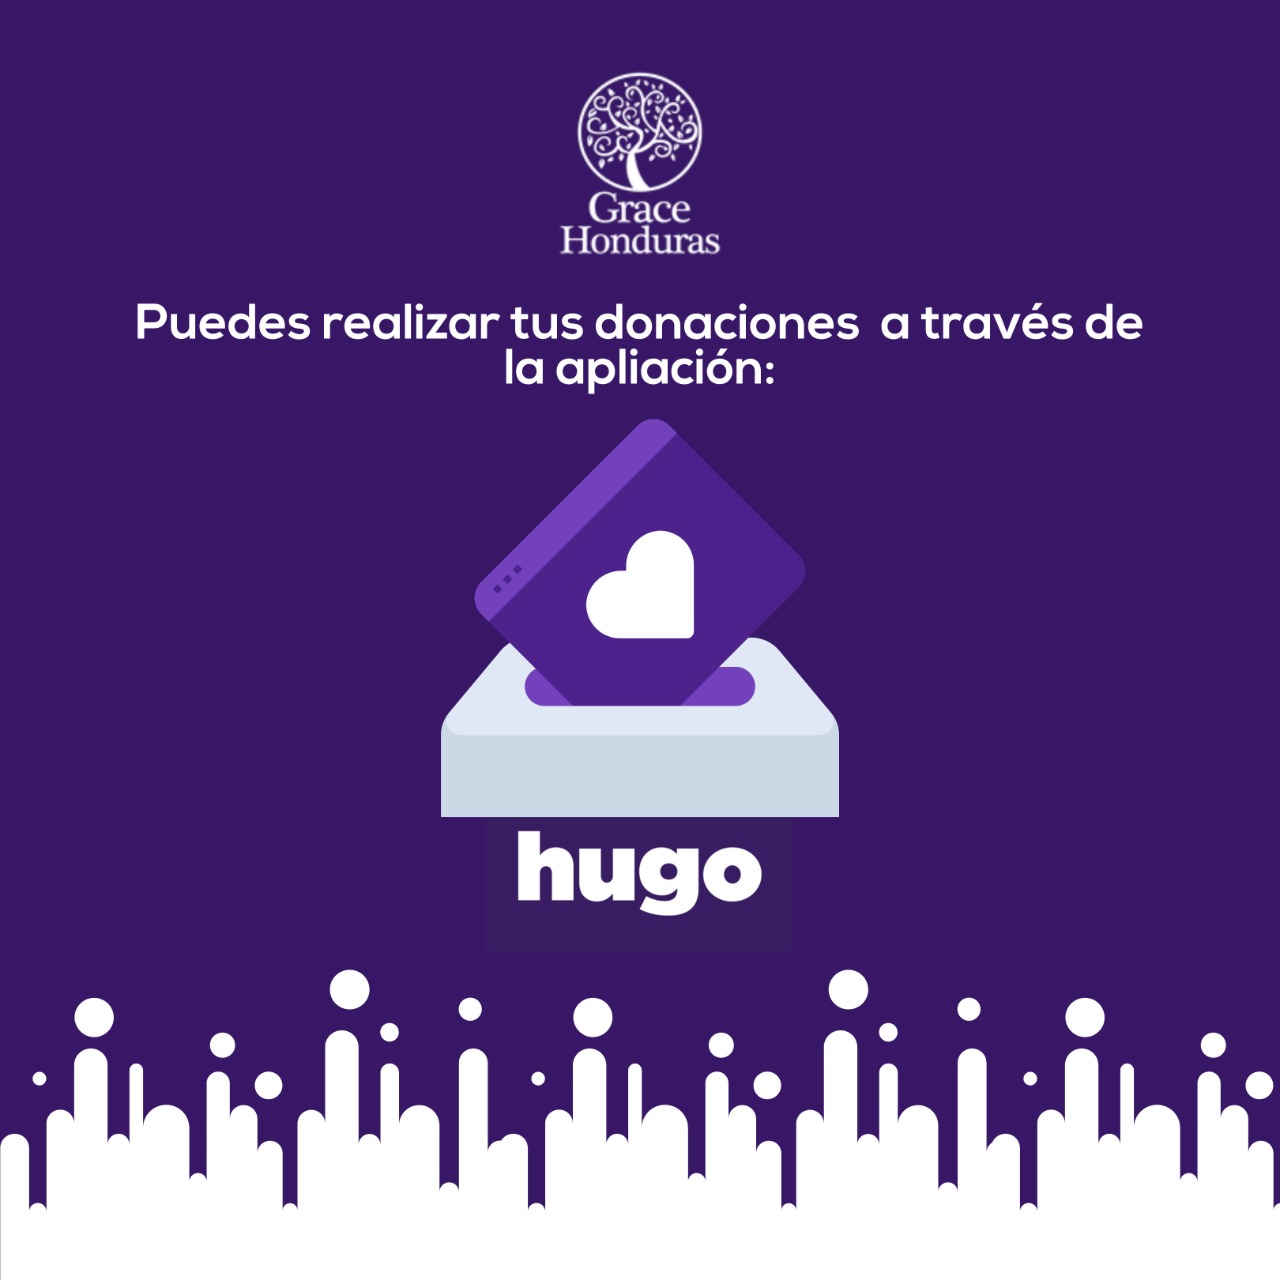 Grace
Honduras
Puedes realizar tus donaciones a través de
la apliación:
hugo